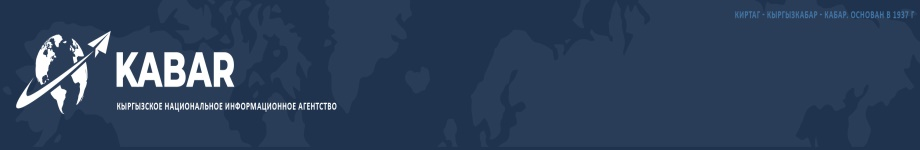 КИРТАГ - КЫРГЫЗКАБАР - КАБАР, ОСНОВАН В 1937 Г
KABAR
КЫРГЫЗСКОЕ НАЦИОНАЛЬНОЕ ИНФОРМАЦИОННОЕ АГЕНТСТВО